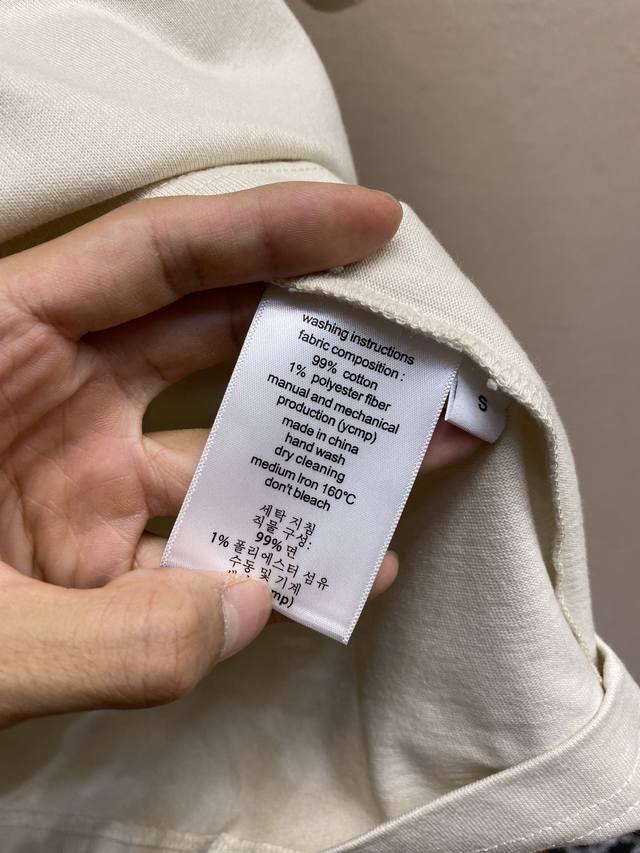 washing instructions
fabric composition :
99% cotton
1% polyester fiber
manual and mechanical
production (ycmp)
made in china
hand wash
dry cleaning
medium Iron 160℃
don't bleach
세탁 지침
직물 구성:
99% 면
1% 폴리에스터 섬유
수동 및 기계
S